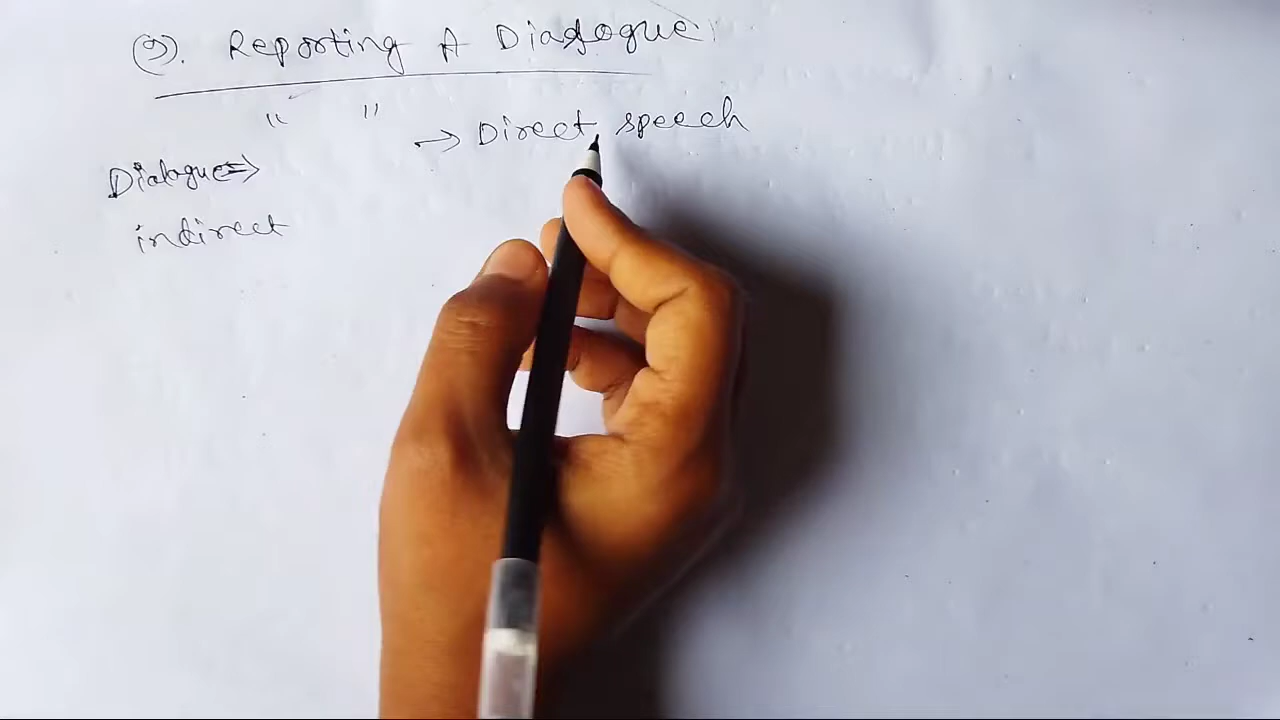 (9). Reporting A Dialogue
" "
→ Direct speech
Dialogue⇒
indirect